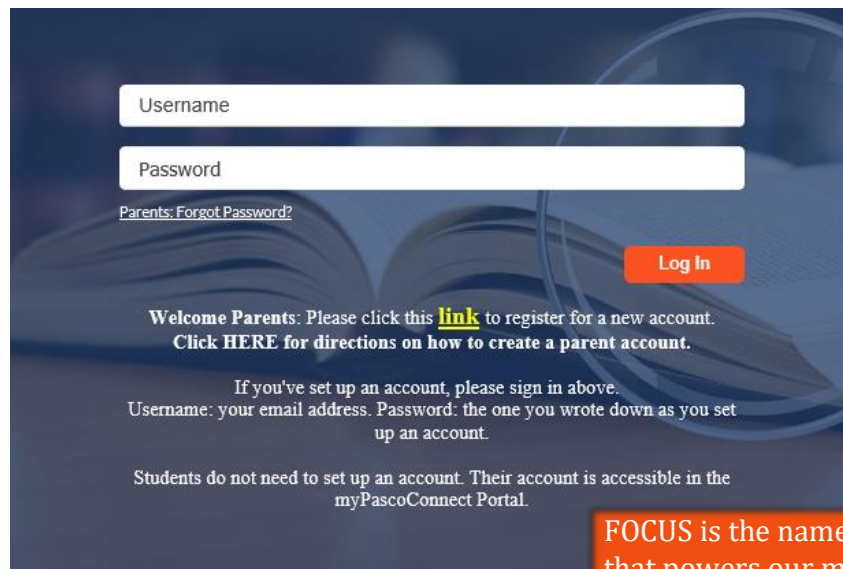 Username
Password
Parents: Forgot Password?
Log In
Welcome Parents: Please click this link to register for a new account.
Click HERE for directions on how to create a parent account.
If you've set up an account, please sign in above.
Username: your email address. Password: the one you wrote down as you set
up an account.
Students do not need to set up an account. Their account is accessible in the
myPascoConnect Portal.
FOCUS is the name
that powers our